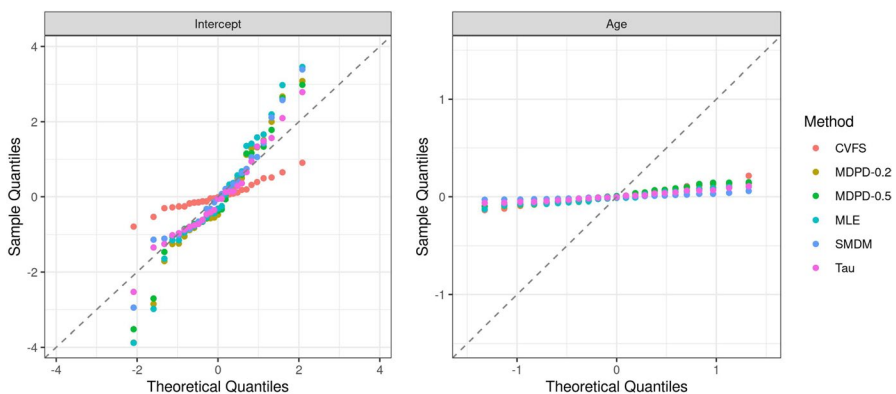 Intercept
Age
4
2
0
-2
-4
-4
-2
0
2
4
1
0
-1
-1
0
1
Sample Quantiles
Sample Quantiles
Theoretical Quantiles
Theoretical Quantiles
Method
CVFS
MDPD-0.2
MDPD-0.5
MLE
SMDM
Tau